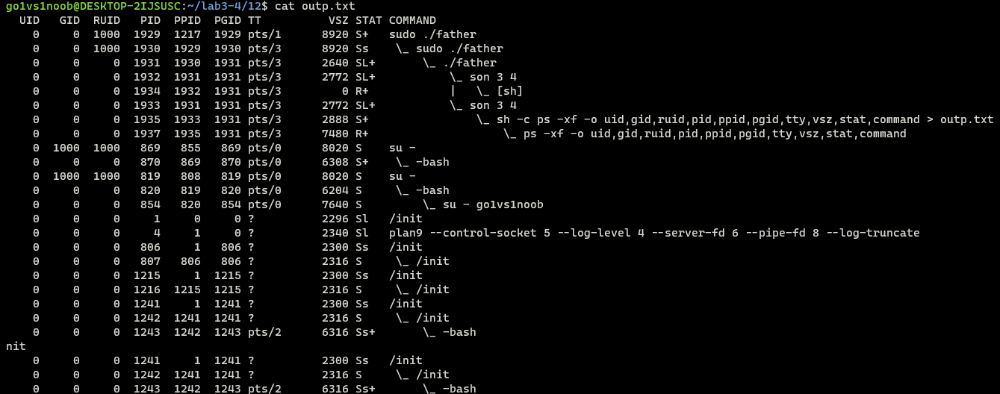 go1vs1noob@DESKTOP-2IJSUSC:~/lab3-4/12$ cat outp.txt
  UID   GID  RUID   PID  PPID  PGID TT          VSZ STAT COMMAND
    0     0  1000  1929  1217  1929 pts/1      8920 S+   sudo ./father
    0     0  1000  1930  1929  1930 pts/3      8920 Ss    \_ sudo ./father
    0     0     0  1931  1930  1931 pts/3      2640 SL+       \_ ./father
    0     0     0  1932  1931  1931 pts/3      2772 SL+           \_ son 3 4
    0     0     0  1934  1932  1931 pts/3         0 R+            |   \_ [sh]
    0     0     0  1933  1931  1931 pts/3      2772 SL+           \_ son 3 4
    0     0     0  1935  1933  1931 pts/3      2888 S+                \_ sh -c ps -xf -o uid,gid,ruid,pid,ppid,pgid,tty,vsz,stat,command > outp.txt
    0     0     0  1937  1935  1931 pts/3      7480 R+                    \_ ps -xf -o uid,gid,ruid,pid,ppid,pgid,tty,vsz,stat,command
    0  1000  1000   869   855   869 pts/0      8020 S    su -
    0     0     0   870   869   870 pts/0      6308 S+    \_ -bash
    0  1000  1000   819   808   819 pts/0      8020 S    su -
    0     0     0   820   819   820 pts/0      6204 S     \_ -bash
    0     0     0   854   820   854 pts/0      7640 S         \_ su - go1vs1noob
    0     0     0     1     0     0 ?          2296 Sl   /init
    0     0     0     4     1     0 ?          2340 Sl   plan9 --control-socket 5 --log-level 4 --server-fd 6 --pipe-fd 8 --log-truncate
    0     0     0   806     1   806 ?          2300 Ss   /init
    0     0     0   807   806   806 ?          2316 S     \_ /init
    0     0     0  1215     1  1215 ?          2300 Ss   /init
    0     0     0  1216  1215  1215 ?          2316 S     \_ /init
    0     0     0  1241     1  1241 ?          2300 Ss   /init
    0     0     0  1242  1241  1241 ?          2316 S     \_ /init
    0     0     0  1243  1242  1243 pts/2      6316 Ss+       \_ -bash
nit
    0     0     0  1241     1  1241 ?          2300 Ss   /init
    0     0     0  1242  1241  1241 ?          2316 S     \_ /init
    0     0     0  1243  1242  1243 pts/2      6316 Ss+       \_ -bash